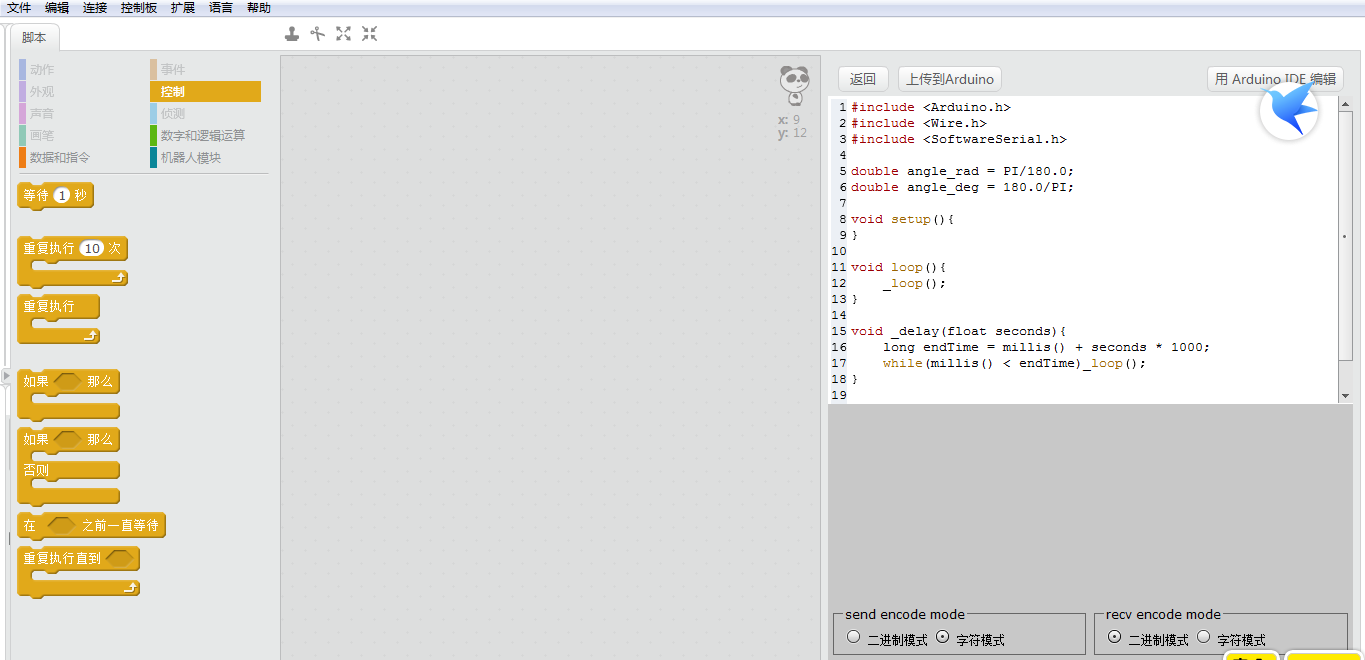 文件 编辑 连接 控制板 扩展 语言 帮助
脚本
动作 事件
外观 控制
声音 侦测
画笔 数字和逻辑运算
数据和指令 机器人模块
等待 1 秒
重复执行 10 次
重复执行
如果 那么
如果 那么
否则
在 之前一直等待
重复执行直到
x: 9
y: 12
返回 上传到Arduino 用 Arduino IDE 编辑
1 #include <Arduino.h>
2 #include <Wire.h>
3 #include <SoftwareSerial.h>
4
5 double angle_rad = PI/180.0;
6 double angle_deg = 180.0/PI;
7
8 void setup(){
9 }
10
11 void loop(){
12 _loop();
13 }
14
15 void _delay(float seconds){
16 long endTime = millis() + seconds * 1000;
17 while(millis() < endTime)_loop();
18 }
19
send encode mode
二进制模式 字符模式
recv encode mode
二进制模式 字符模式